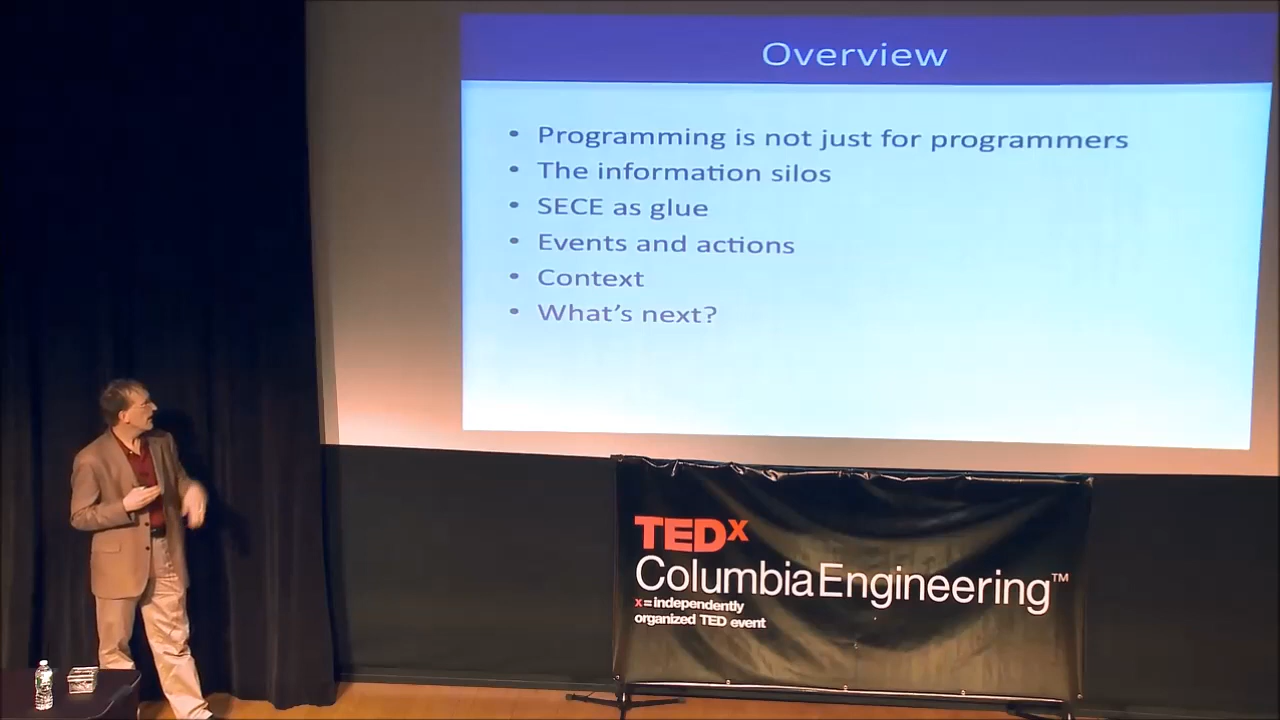 Overview
• Programming is not just for programmers
• The information silos
• SECE as glue
• Events and actions
• Context
• What's next?
TEDx
ColumbiaEngineering™
x=independently
organized TED event